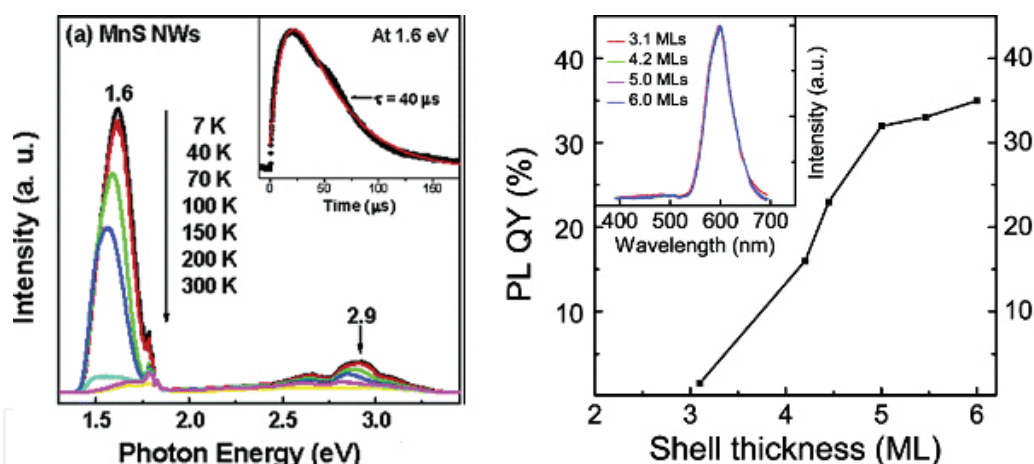 (a) MnS NWs
At 1.6 eV
1.6
τ = 40 μs
7 K
40 K
70 K
100 K
150 K
200 K
300 K
0 50 150
Time (μs)
2.9
Intensity (a. u.)
1.5 2.0 2.5 3.0
Photon Energy (eV)
3.1 MLs
4.2 MLs
5.0 MLs
6.0 MLs
Intensity (a.u.)
400 500 600 700
Wavelength (nm)
40
30
20
10
PL QY (%)
40
30
20
10
2 3 4 5 6
Shell thickness (ML)